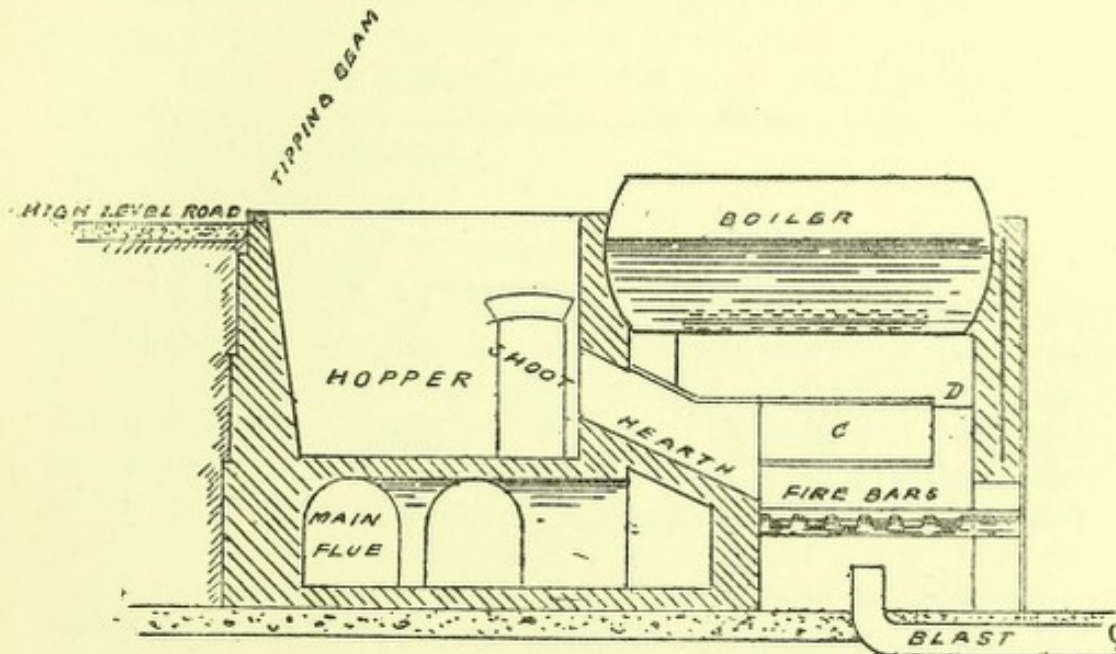 TIPPING BEAM
HIGH LEVEL ROAD
BOILER
HOPPER
SHOOT
D
C
HEARTH
FIRE BARS
MAIN
FLUE
BLAST